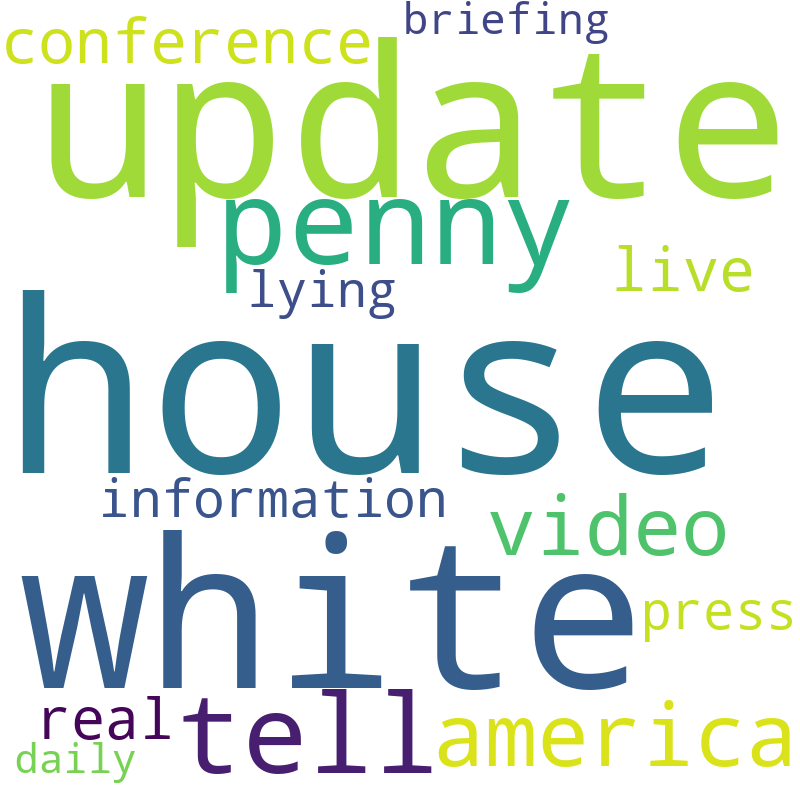 briefing
conference
update
penny
live
lying
house
information
video
white
press
real
tell
america
daily